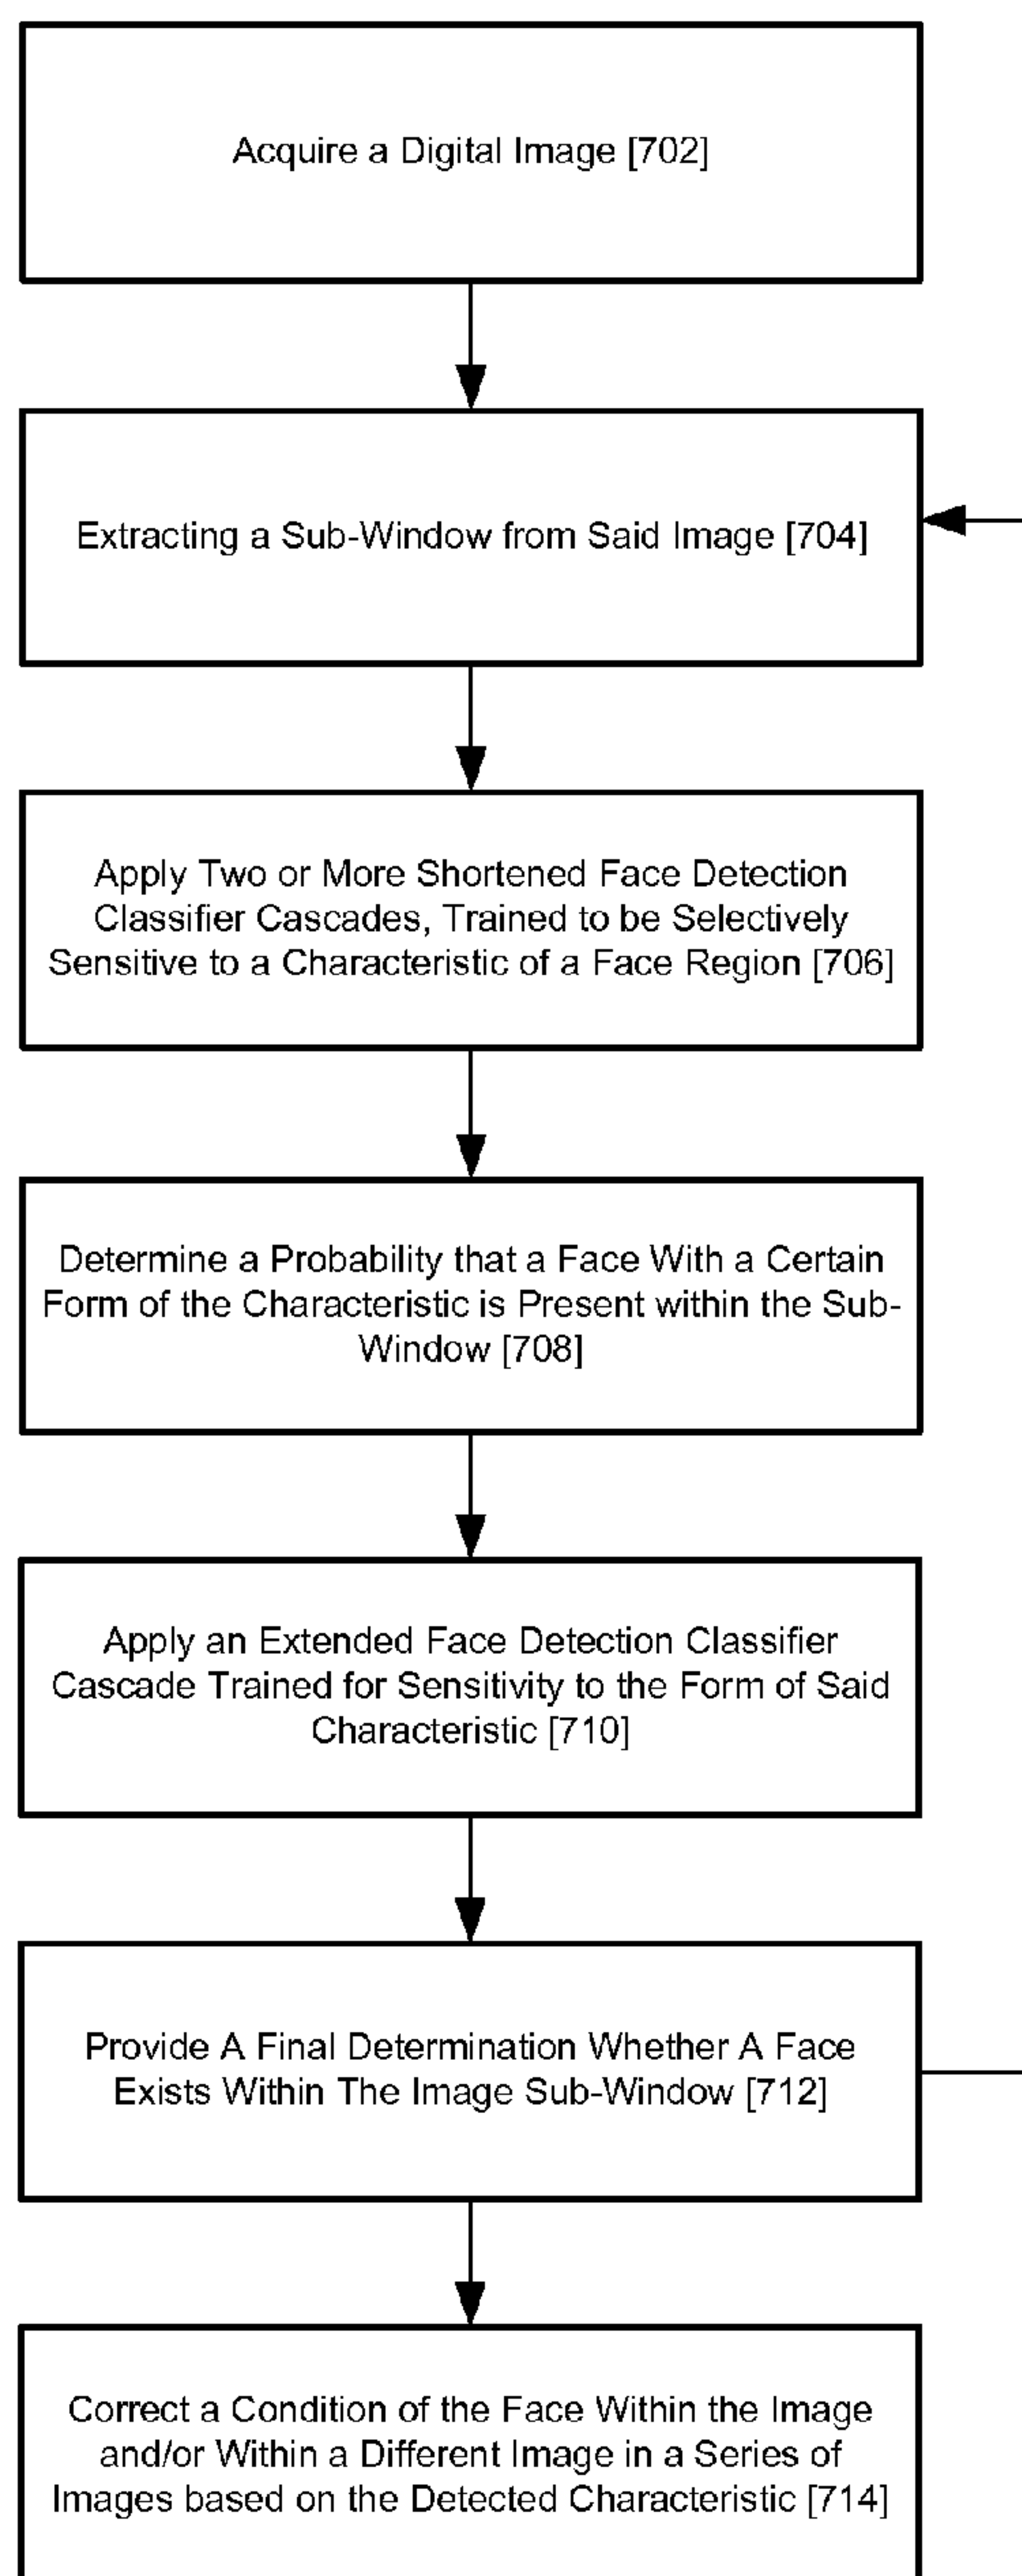 Acquire a Digital Image [702]
Extracting a Sub-Window from Said Image [704]
Apply Two or More Shortened Face Detection
Classifier Cascades, Trained to be Selectively
Sensitive to a Characteristic of a Face Region [706]
Determine a Probability that a Face With a Certain
Form of the Characteristic is Present within the Sub-
Window [708]
Apply an Extended Face Detection Classifier
Cascade Trained for Sensitivity to the Form of Said
Characteristic [710]
Provide A Final Determination Whether A Face
Exists Within The Image Sub-Window [712]
Correct a Condition of the Face Within the Image
and/or Within a Different Image in a Series of
Images based on the Detected Characteristic [714]